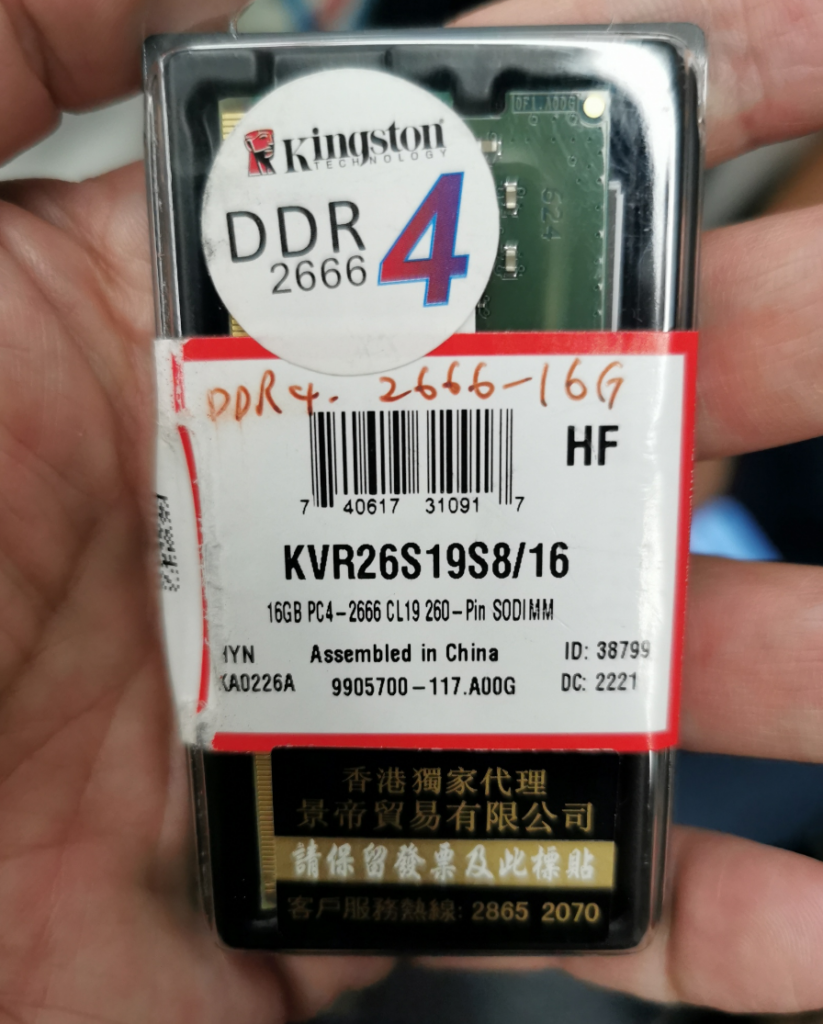 Kingston
TECHNOLOGY
DDR4
2666
624
DDR4. 2666-16G
HF
7 40617 31091 7
KVR26S19S8/16
16GB PC4-2666 CL19 260-Pin SODIMM
HYN Assembled in China ID: 38799
KA0226A 9905700-117.A00G DC: 2221
香港獨家代理
景帝貿易有限公司
請保留發票及此標貼
客戶服務熱線: 2865 2070